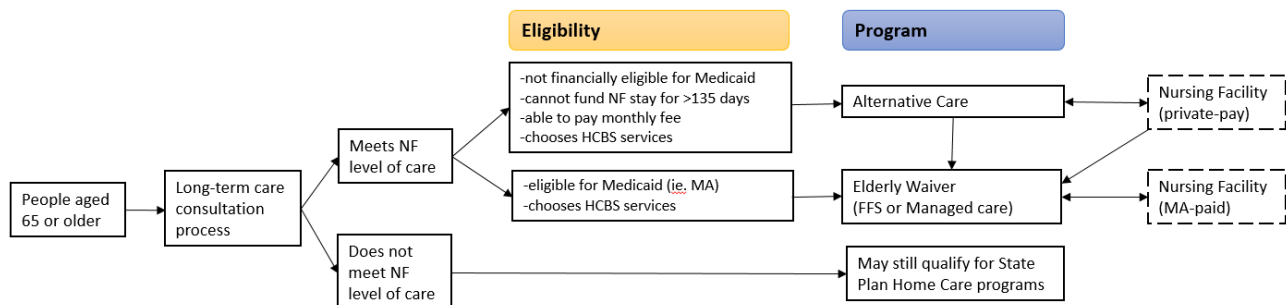 Eligibility
Program
People aged
65 or older
Long-term care
consultation
process
Meets NF
level of care
Does not
meet NF
level of care
-not financially eligible for Medicaid
-cannot fund NF stay for >135 days
-able to pay monthly fee
-chooses HCBS services
-eligible for Medicaid (ie. MA)
-chooses HCBS services
Alternative Care
Elderly Waiver
(FFS or Managed care)
May still qualify for State
Plan Home Care programs
Nursing Facility
(private-pay)
Nursing Facility
(MA-paid)